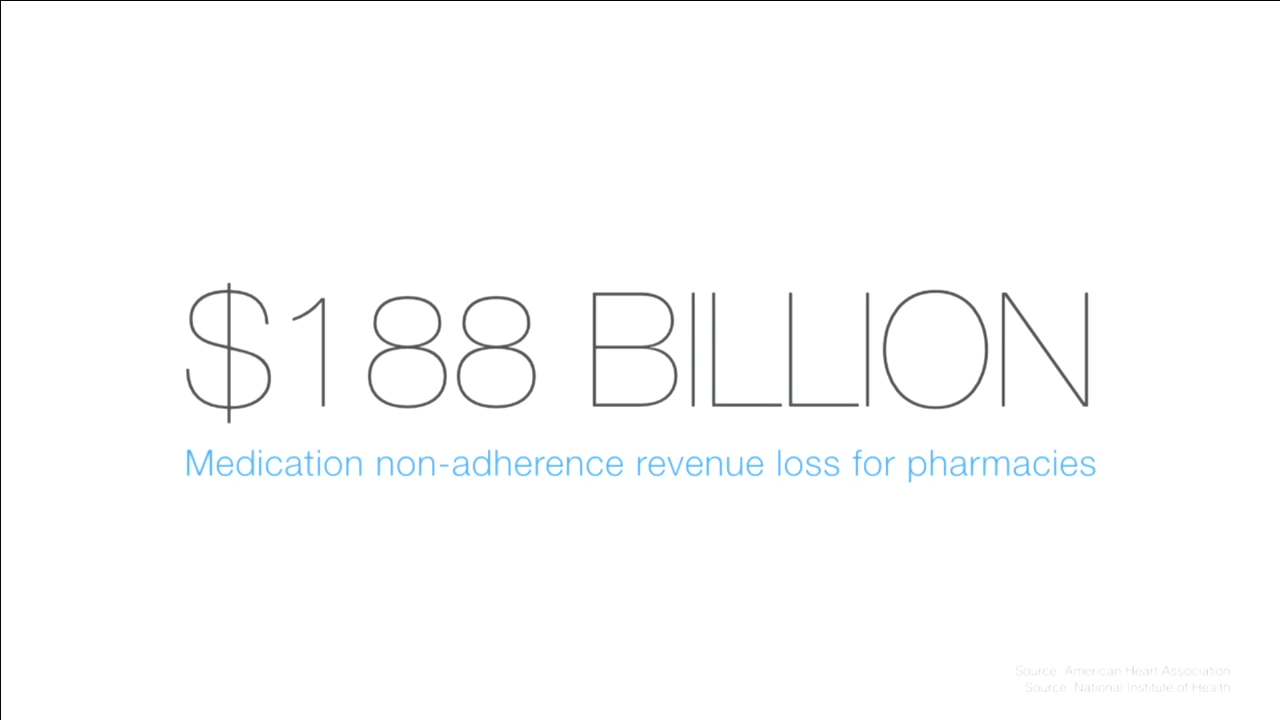 $188 BILLION
Medication non-adherence revenue loss for pharmacies
Source: American Heart Association
Source: National Institute of Health